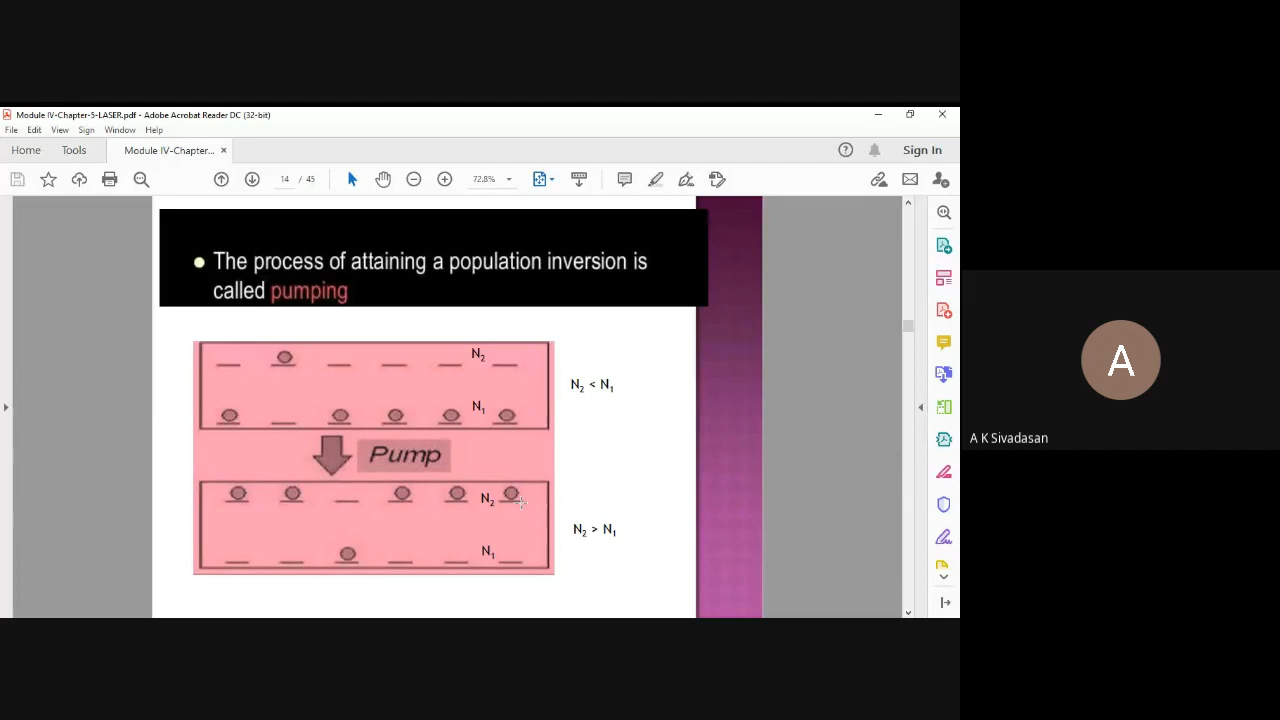 Module IV-Chapter-5-LASER.pdf - Adobe Acrobat Reader DC (32-bit)
File Edit View Sign Window Help
Home Tools Module IV-Chapter... × Sign In
14 / 45 72.8%
• The process of attaining a population inversion is
called pumping
N₂
N₂ < N₁
N₁
Pump
N₂
N₂ > N₁
N₁
A
A K Sivadasan